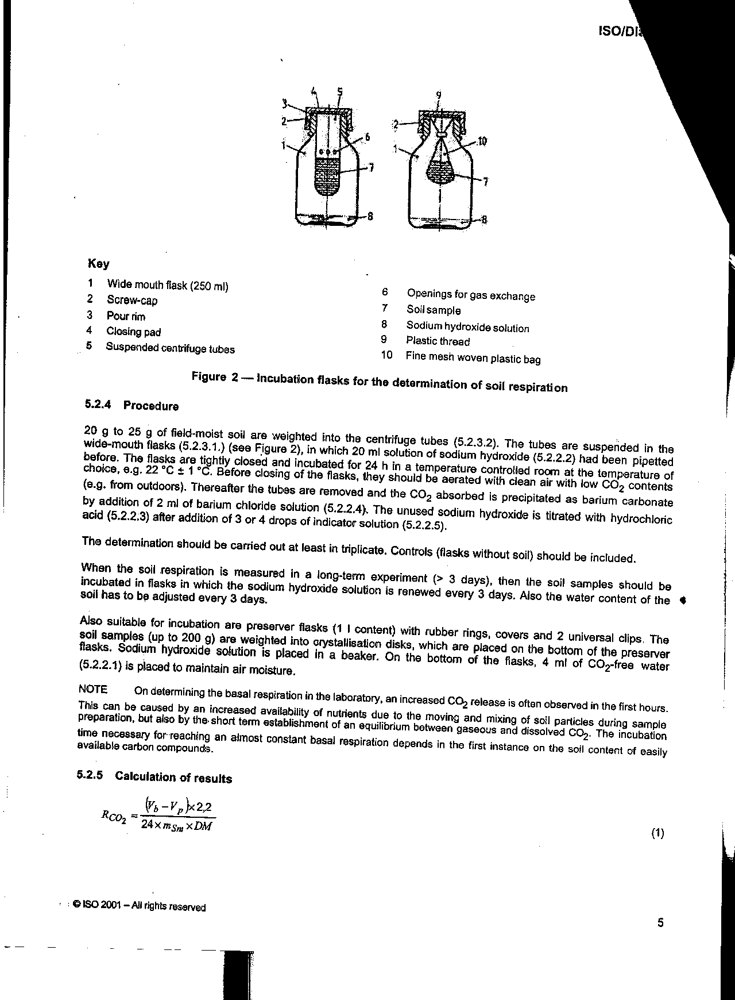 ISO/DIS
4 5 9
3
2 2
6 10
1 1
7
7
8 8
Key
1 Wide mouth flask (250 ml)
2 Screw-cap
3 Pour rim
4 Closing pad
5 Suspended centrifuge tubes
6 Openings for gas exchange
7 Soil sample
8 Sodium hydroxide solution
9 Plastic thread
10 Fine mesh woven plastic bag
Figure 2 — Incubation flasks for the determination of soil respiration
5.2.4 Procedure
20 g to 25 g of field-moist soil are weighted into the centrifuge tubes (5.2.3.2). The tubes are suspended in the
wide-mouth flasks (5.2.3.1.) (see Figure 2), in which 20 ml solution of sodium hydroxide (5.2.2.2) had been pipetted
before. The flasks are tightly closed and incubated for 24 h in a temperature controlled room at the temperature of
choice, e.g. 22 °C ± 1 °C. Before closing of the flasks, they should be aerated with clean air with low CO₂ contents
(e.g. from outdoors). Thereafter the tubes are removed and the CO₂ absorbed is precipitated as barium carbonate
by addition of 2 ml of barium chloride solution (5.2.2.4). The unused sodium hydroxide is titrated with hydrochloric
acid (5.2.2.3) after addition of 3 or 4 drops of indicator solution (5.2.2.5).
The determination should be carried out at least in triplicate. Controls (flasks without soil) should be included.
When the soil respiration is measured in a long-term experiment (> 3 days), then the soil samples should be
incubated in flasks in which the sodium hydroxide solution is renewed every 3 days. Also the water content of the
soil has to be adjusted every 3 days.
Also suitable for incubation are preserver flasks (1 l content) with rubber rings, covers and 2 universal clips. The
soil samples (up to 200 g) are weighted into crystallisation disks, which are placed on the bottom of the preserver
flasks. Sodium hydroxide solution is placed in a beaker. On the bottom of the flasks, 4 ml of CO₂-free water
(5.2.2.1) is placed to maintain air moisture.
NOTE On determining the basal respiration in the laboratory, an increased CO₂ release is often observed in the first hours.
This can be caused by an increased availability of nutrients due to the moving and mixing of soil particles during sample
preparation, but also by the short term establishment of an equilibrium between gaseous and dissolved CO₂. The incubation
time necessary for reaching an almost constant basal respiration depends in the first instance on the soil content of easily
available carbon compounds.
5.2.5 Calculation of results
R_CO₂ = (V_b − V_p) × 2,2 / 24 × m_Sm × DM
(1)
© ISO 2001 – All rights reserved
5